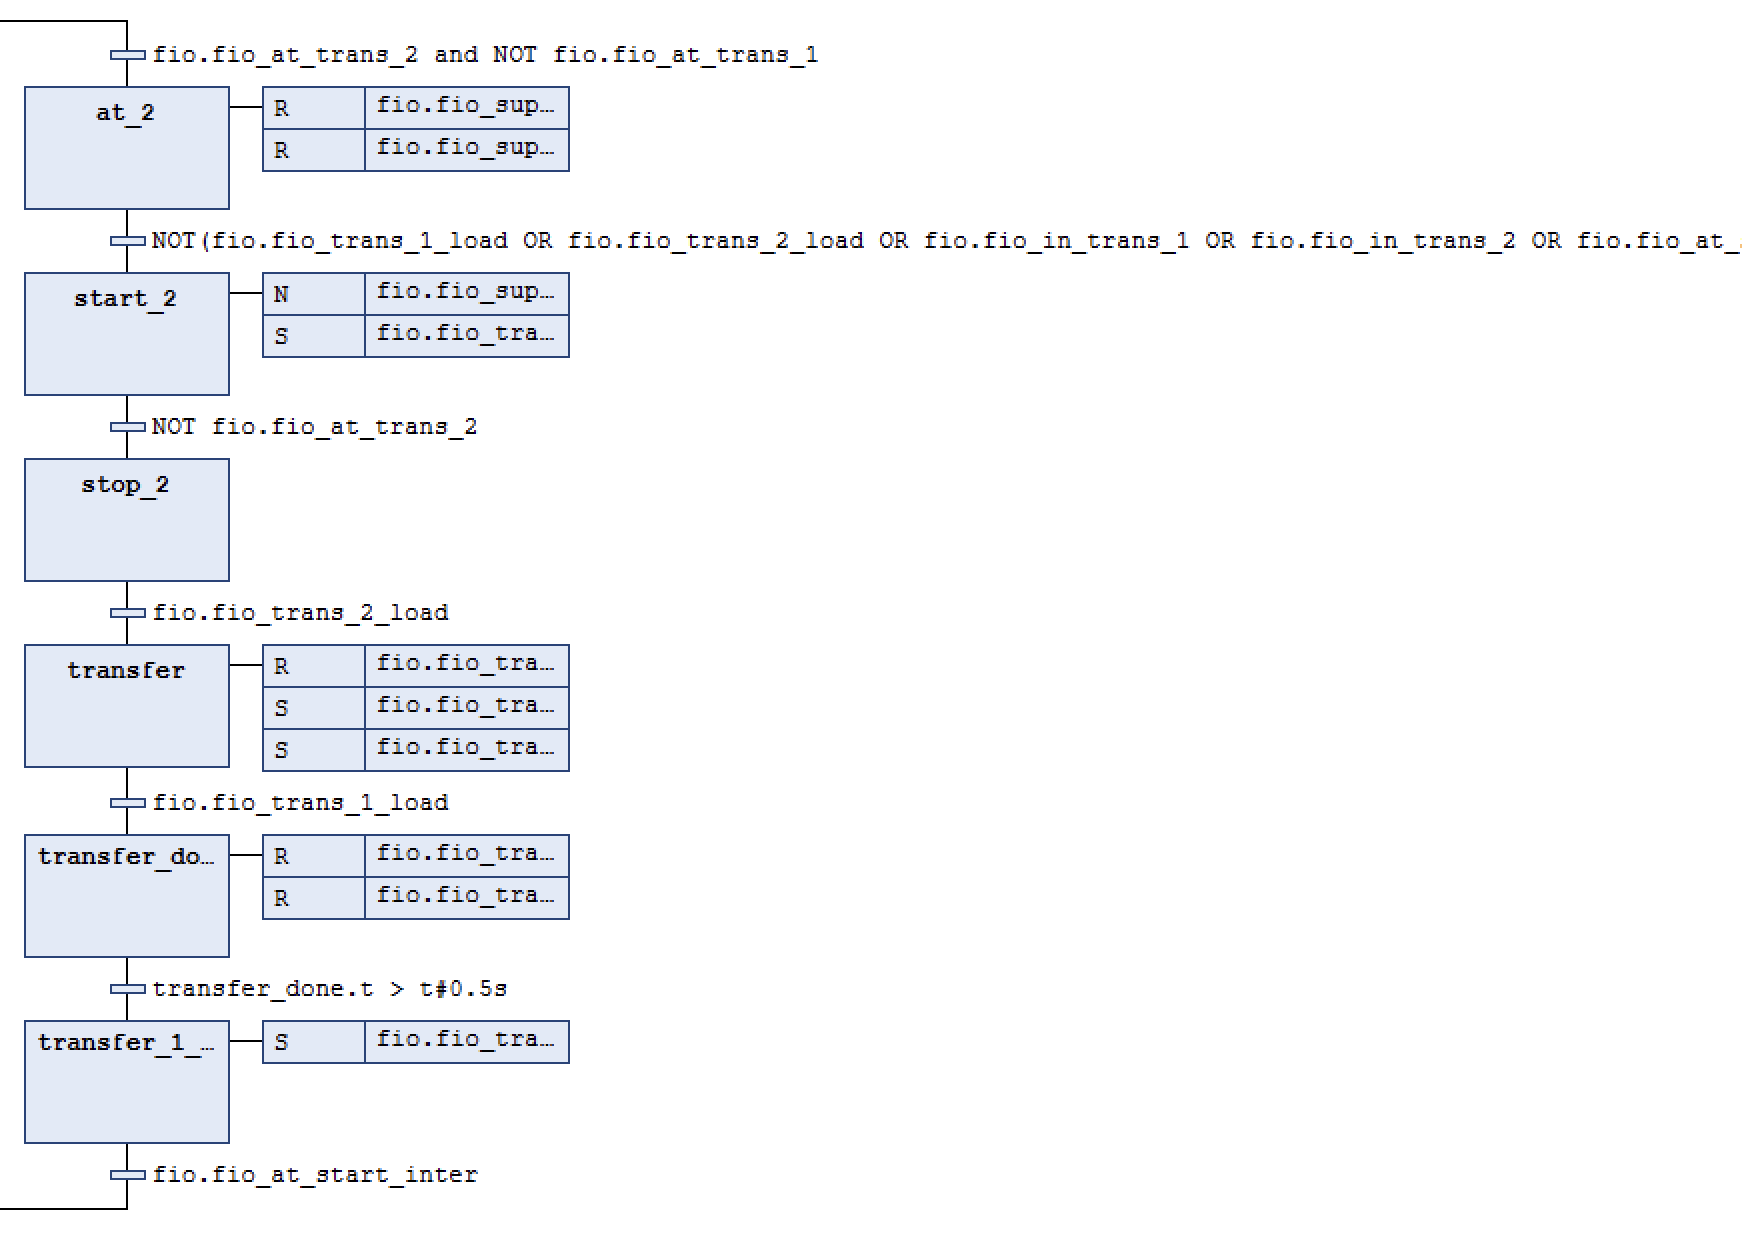 fio.fio_at_trans_2 and NOT fio.fio_at_trans_1
at_2
R fio.fio_sup…
R fio.fio_sup…
NOT(fio.fio_trans_1_load OR fio.fio_trans_2_load OR fio.fio_in_trans_1 OR fio.fio_in_trans_2 OR fio.fio_at_
start_2
N fio.fio_sup…
S fio.fio_tra…
NOT fio.fio_at_trans_2
stop_2
fio.fio_trans_2_load
transfer
R fio.fio_tra…
S fio.fio_tra…
S fio.fio_tra…
fio.fio_trans_1_load
transfer_do…
R fio.fio_tra…
R fio.fio_tra…
transfer_done.t > t#0.5s
transfer_1_…
S fio.fio_tra…
fio.fio_at_start_inter